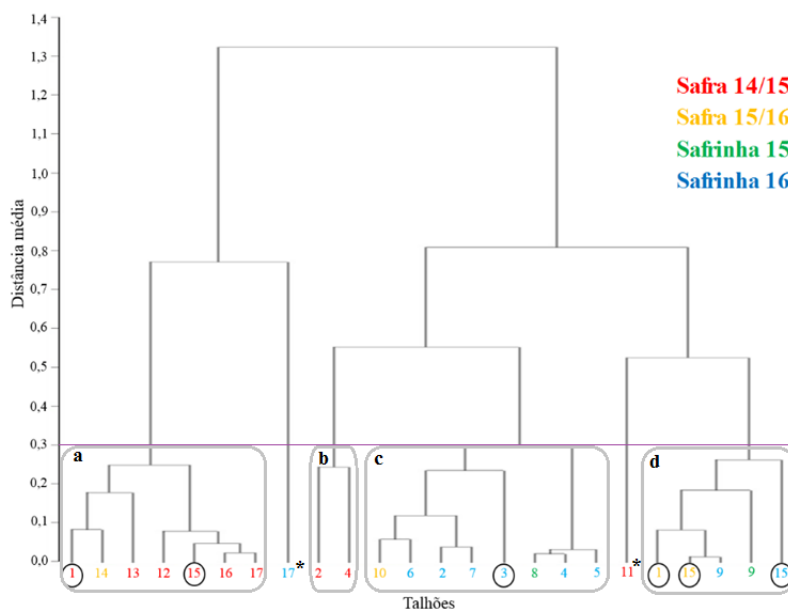 1,4
1,3
1,2
1,1
1,0
0,9
0,8
0,7
0,6
0,5
0,4
0,3
0,2
0,1
0,0
Distância média
Safra 14/15
Safra 15/16
Safrinha 15
Safrinha 16
a b c d
1 14 13 12 15 16 17 17 * 2 4 10 6 2 7 3 8 4 5 11 * 1 15 9 9 15
Talhões